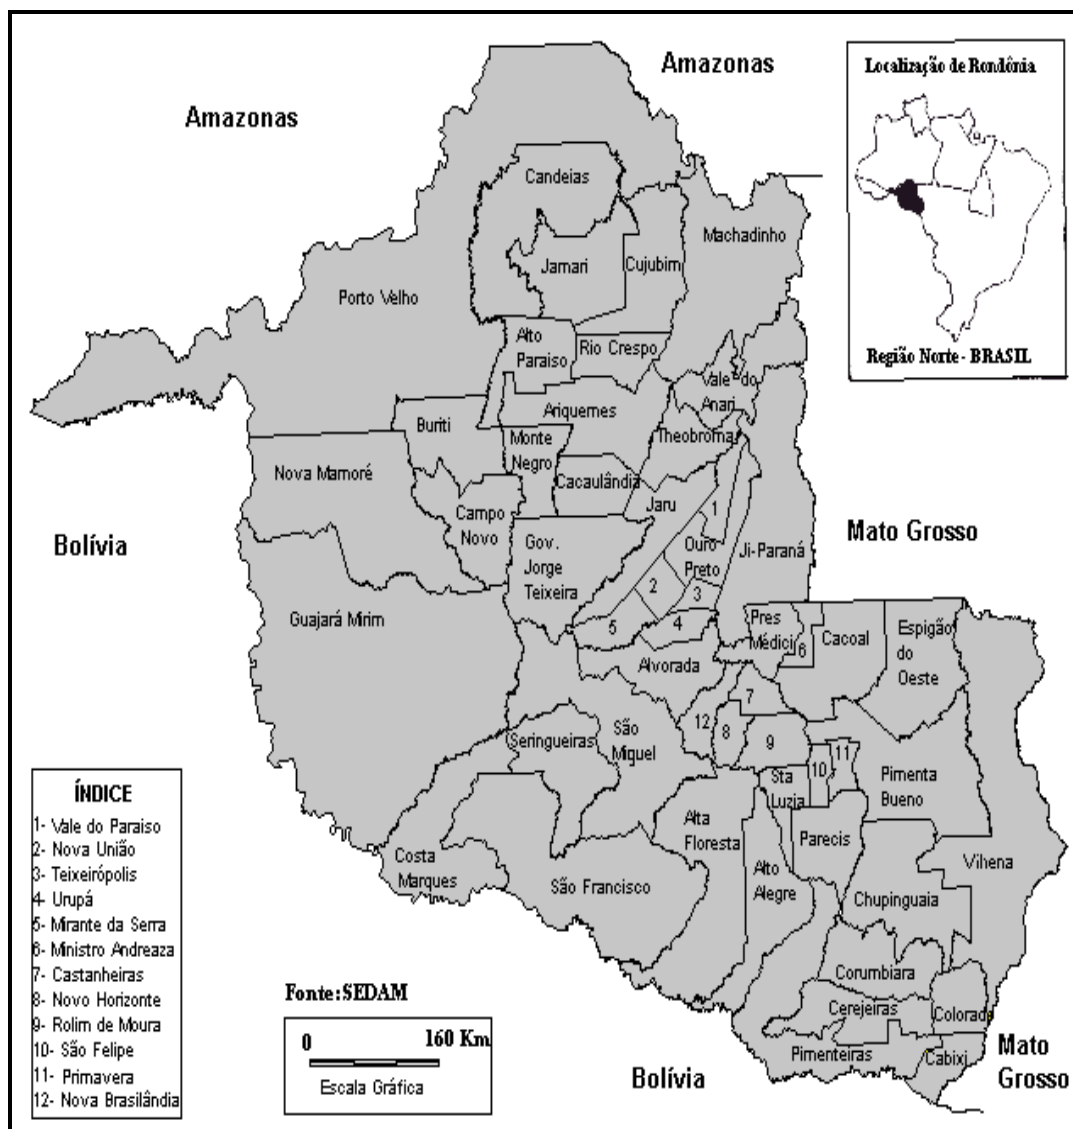 Amazonas
Amazonas
Localização de Rondônia
Região Norte - BRASIL
Candeias
Machadinho
Jamari
Cujubim
Porto Velho
Alto
Paraiso
Rio Crespo
Vale do
Anari
Ariquemes
Buriti
Monte
Negro
Theobroma
Nova Mamoré
Cacaulândia
Jaru
1
Campo
Novo
Bolívia
Mato Grosso
Gov.
Jorge
Teixeira
Ouro
Preto
Ji-Paraná
2
3
Guajará Mirim
5
4
Pres
Médici
6
Cacoal
Espigão
do
Oeste
Alvorada
7
12
8
9
São
Miguel
Seringueiras
11
10
Sta
Luzia
Pimenta
Bueno
Alta
Floresta
Parecis
Vihena
Costa
Marques
São Francisco
Alto
Alegre
Chupinguaia
Corumbiara
Cerejeiras
Colorado
Pimenteiras
Cabixi
Mato
Grosso
Bolívia
ÍNDICE
1- Vale do Paraiso
2- Nova União
3- Teixeirópolis
4- Urupá
5- Mirante da Serra
6- Ministro Andreaza
7- Castanheiras
8- Novo Horizonte
9- Rolim de Moura
10- São Felipe
11- Primavera
12- Nova Brasilândia
Fonte: SEDAM
0 160 Km
Escala Gráfica